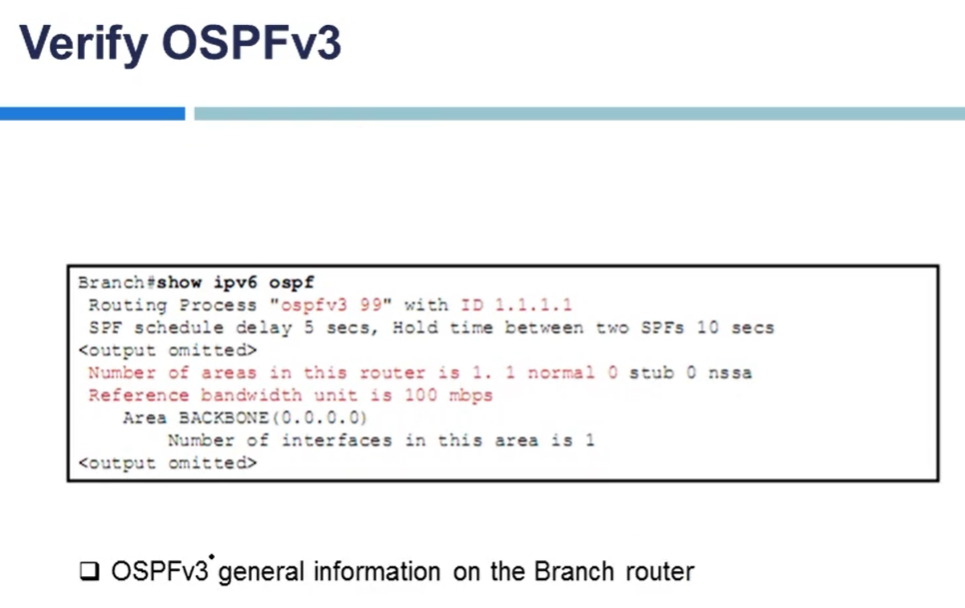 Verify OSPFv3
Branch#show ipv6 ospf
Routing Process "ospfv3 99" with ID 1.1.1.1
SPF schedule delay 5 secs, Hold time between two SPFs 10 secs
<output omitted>
Number of areas in this router is 1. 1 normal 0 stub 0 nssa
Reference bandwidth unit is 100 mbps
Area BACKBONE(0.0.0.0)
Number of interfaces in this area is 1
<output omitted>
❑ OSPFv3 general information on the Branch router